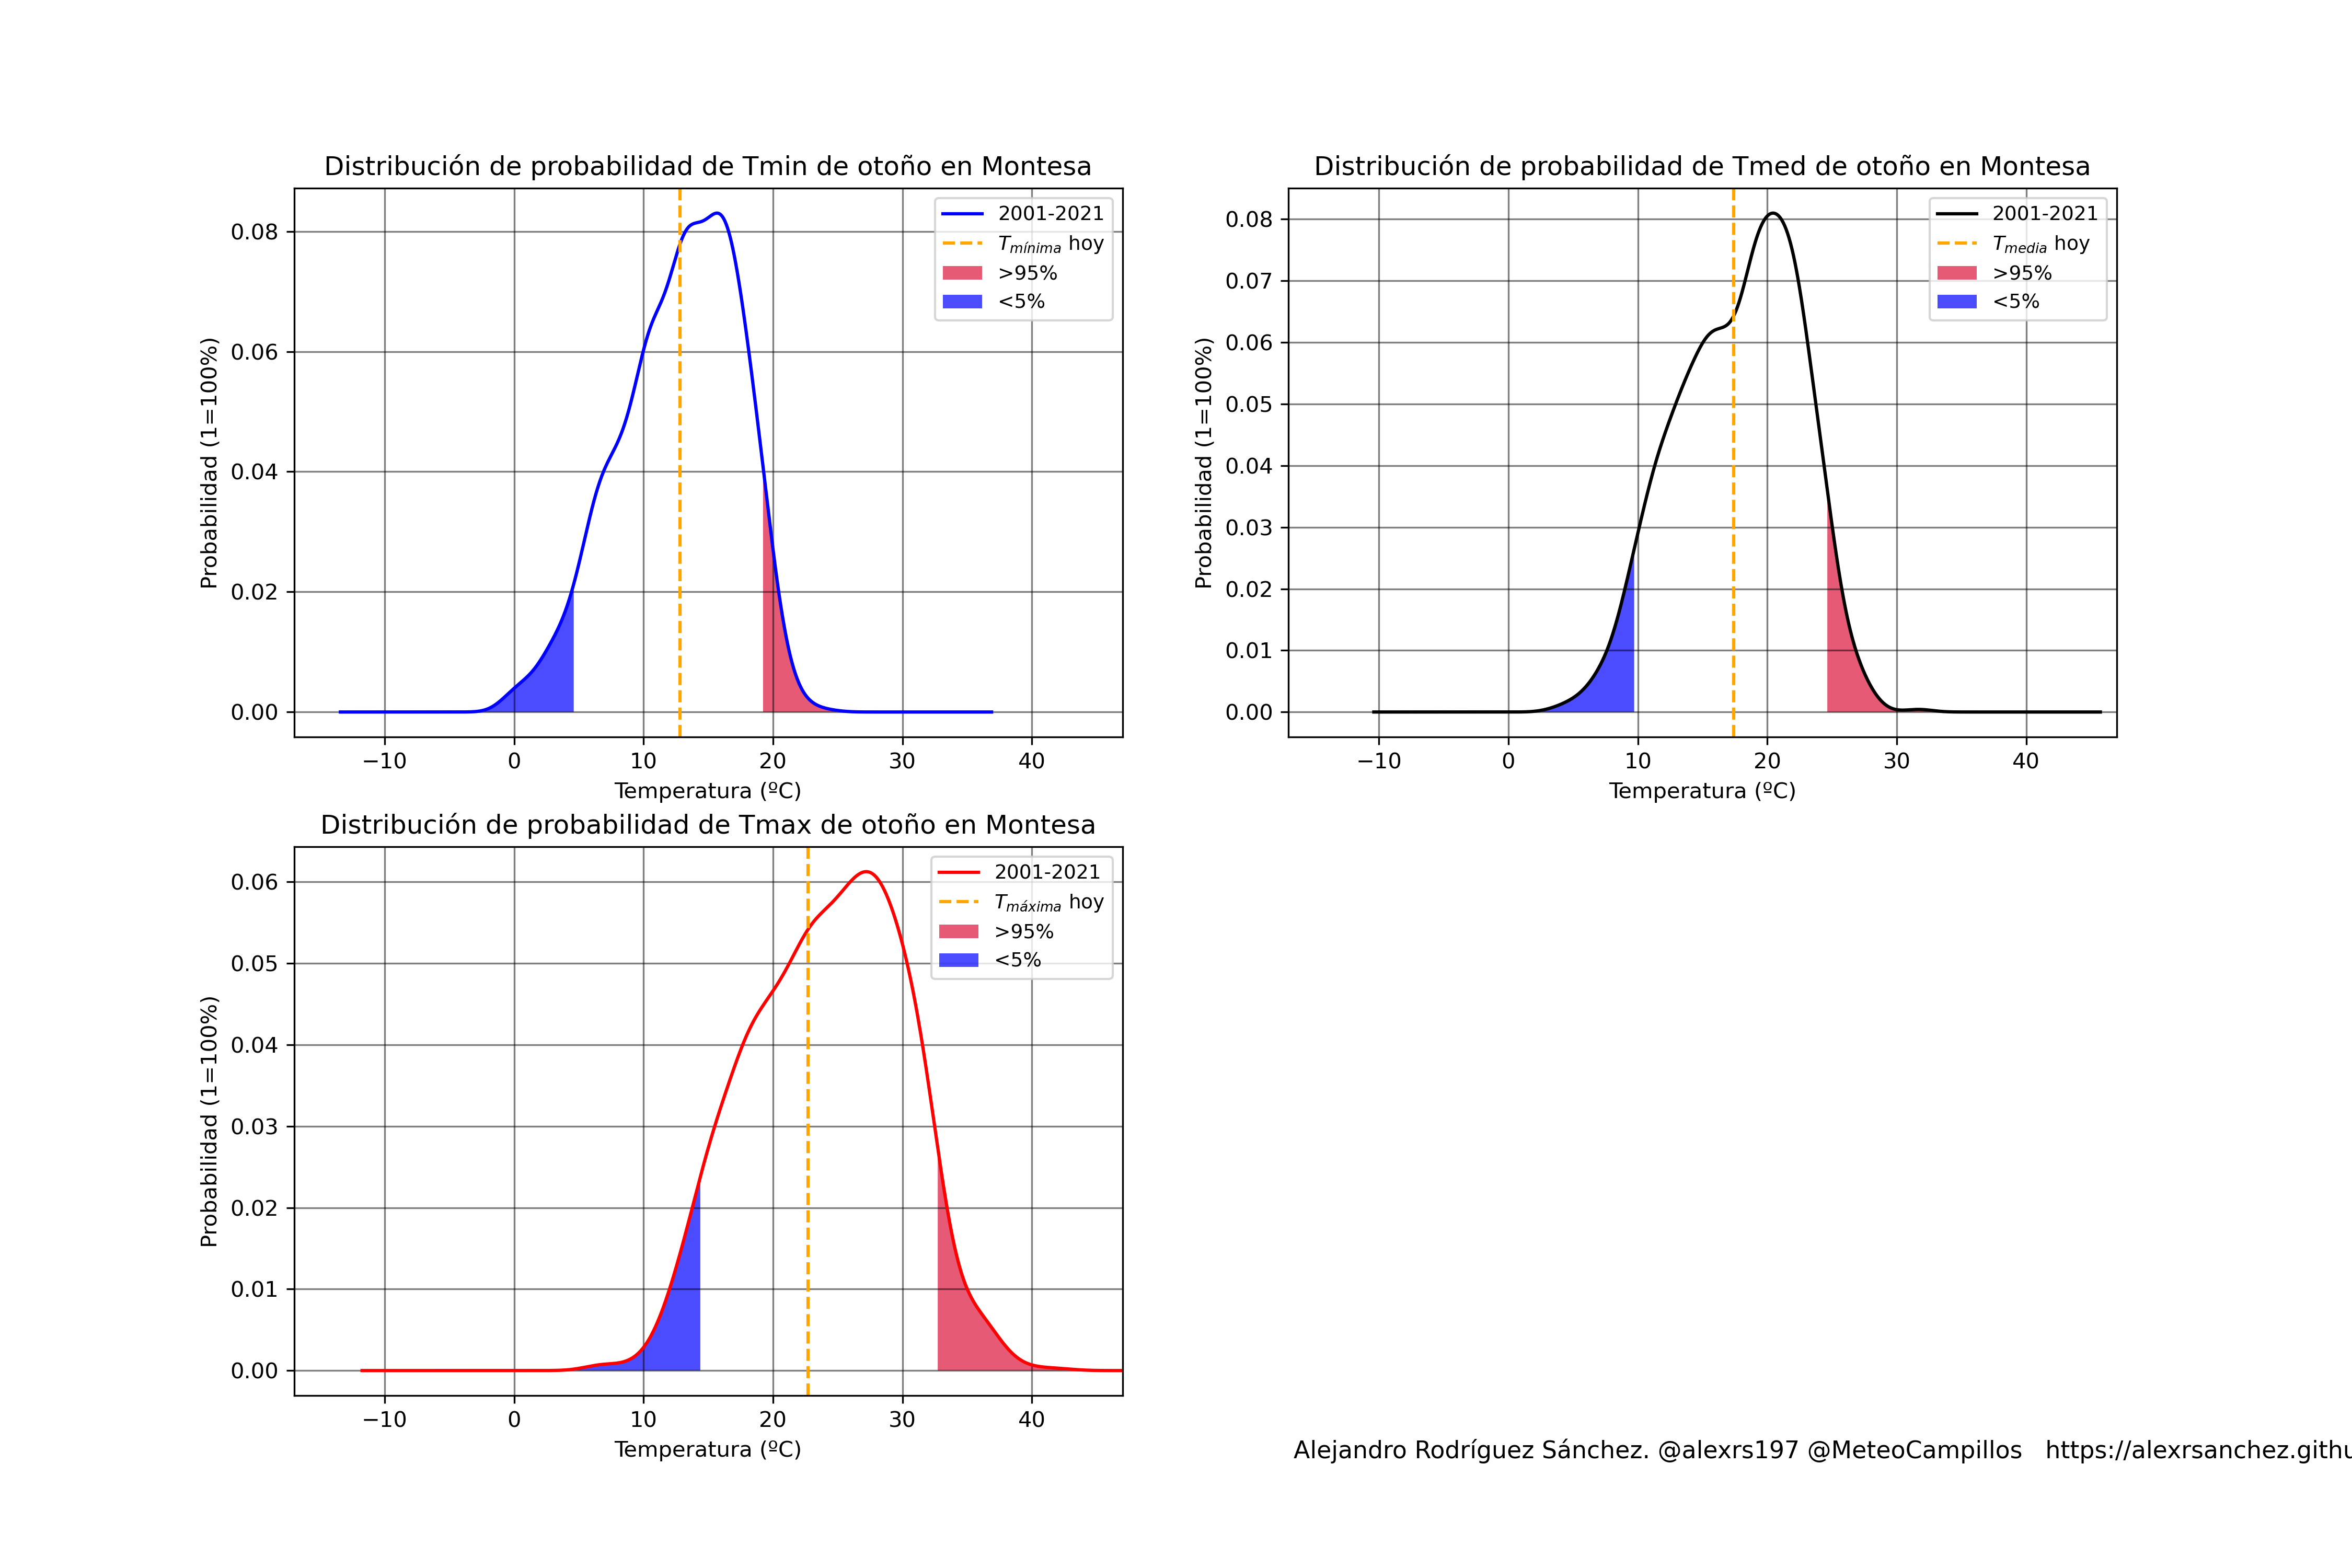 Distribución de probabilidad de Tmin de otoño en Montesa
0.08
0.06
0.04
0.02
0.00
Probabilidad (1=100%)
2001-2021
Tmínima hoy
>95%
<5%
−10 0 10 20 30 40
Temperatura (ºC)
Distribución de probabilidad de Tmed de otoño en Montesa
0.08
0.07
0.06
0.05
0.04
0.03
0.02
0.01
0.00
Probabilidad (1=100%)
2001-2021
Tmedia hoy
>95%
<5%
−10 0 10 20 30 40
Temperatura (ºC)
Distribución de probabilidad de Tmax de otoño en Montesa
0.06
0.05
0.04
0.03
0.02
0.01
0.00
Probabilidad (1=100%)
2001-2021
Tmáxima hoy
>95%
<5%
−10 0 10 20 30 40
Temperatura (ºC)
Alejandro Rodríguez Sánchez. @alexrs197 @MeteoCampillos https://alexrsanchez.githu